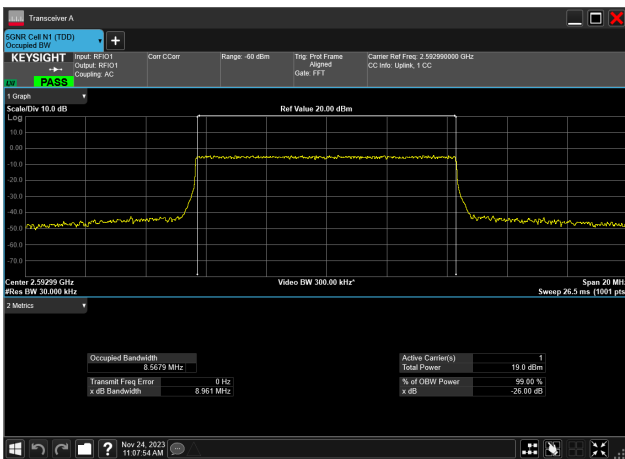 Transceiver A
5GNR Cell N1 (TDD)
Occupied BW
KEYSIGHT
PASS
Input: RFIO1
Output: RFIO1
Coupling: AC
Corr CCorr
Range: -60 dBm
Trig: Prot Frame
Aligned
Gate: FFT
Carrier Ref Freq: 2.592990000 GHz
CC Info: Uplink, 1 CC
1 Graph
Scale/Div 10.0 dB
Ref Value 20.00 dBm
Log
10.0
0.00
-10.0
-20.0
-30.0
-40.0
-50.0
-60.0
-70.0
Center 2.59299 GHz
Video BW 300.00 kHz*
Span 20 MHz
#Res BW 30.000 kHz
Sweep 26.5 ms (1001 pts
2 Metrics
Occupied Bandwidth
8.5679 MHz
Transmit Freq Error 0 Hz
x dB Bandwidth 8.961 MHz
Active Carrier(s) 1
Total Power 19.0 dBm
% of OBW Power 99.00 %
x dB -26.00 dB
?
Nov 24, 2023
11:07:54 AM